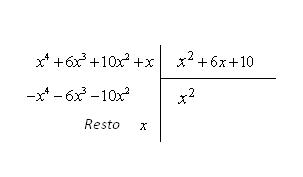 x⁴ + 6x³ + 10x² + x | x² + 6x + 10
−x⁴ − 6x³ − 10x² | x²
Resto x